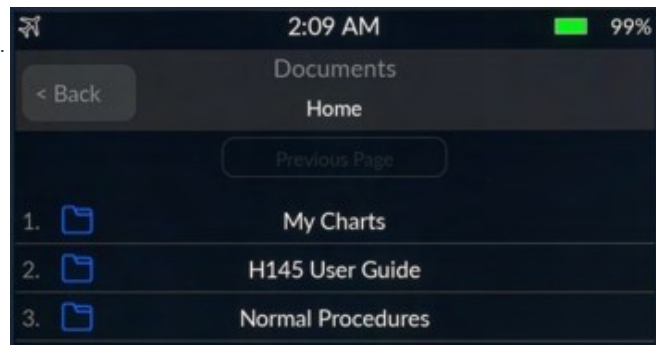 2:09 AM 99%
Documents
< Back
Home
Previous Page
1. My Charts
2. H145 User Guide
3. Normal Procedures